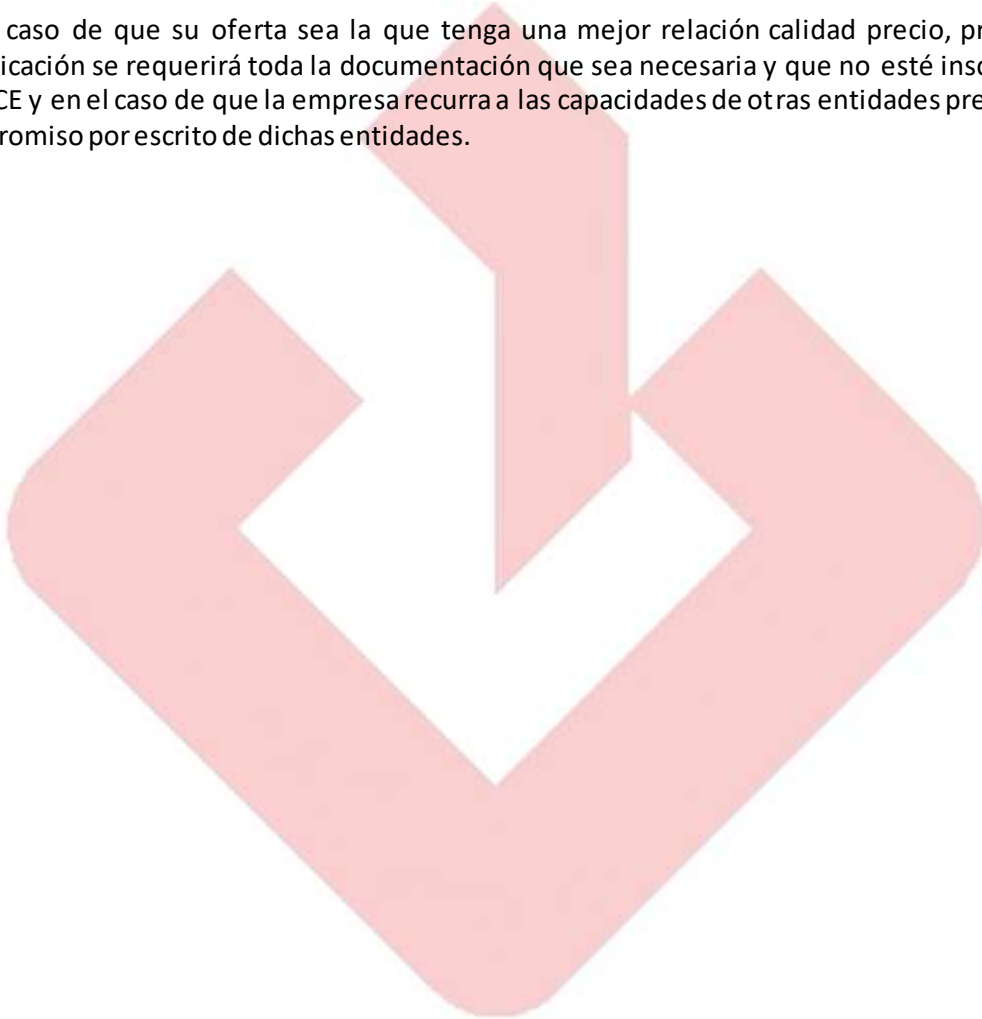 caso de que su oferta sea la que tenga una mejor relación calidad precio, pr
icación se requerirá toda la documentación que sea necesaria y que no esté insc
CE y en el caso de que la empresa recurra a las capacidades de otras entidades pre
romiso por escrito de dichas entidades.